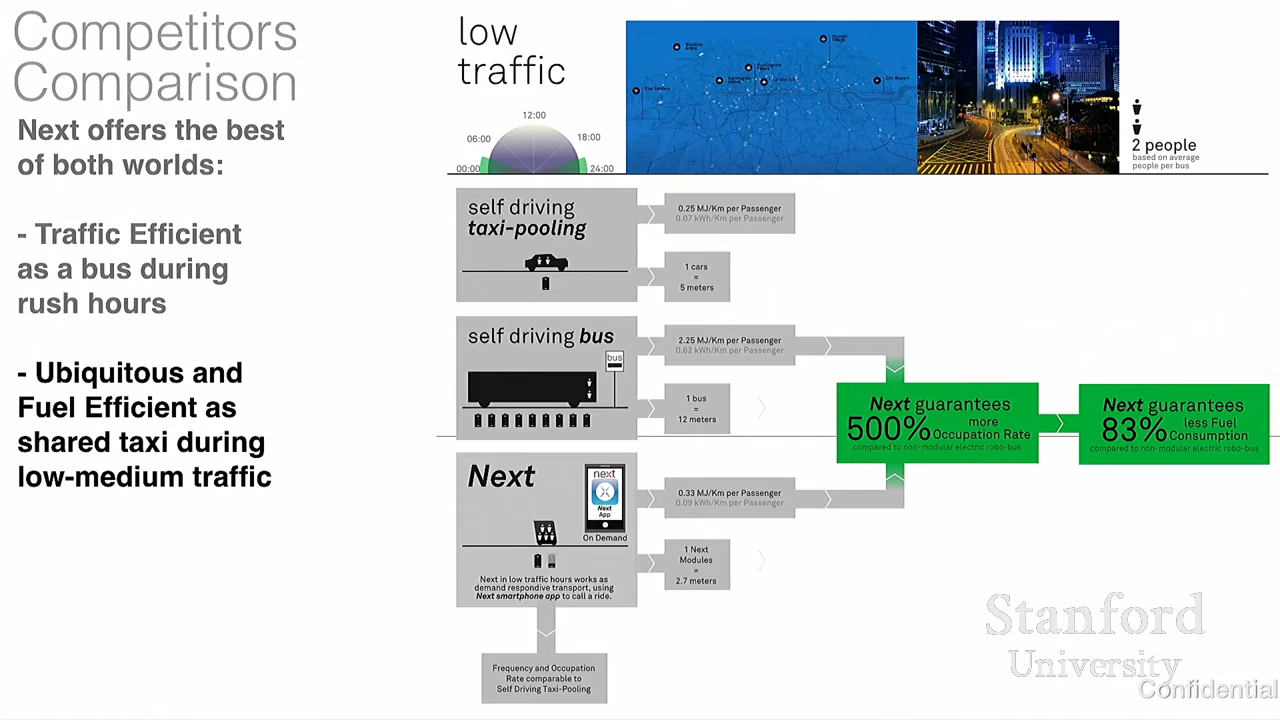 Competitors
Comparison
Next offers the best
of both worlds:
- Traffic Efficient
as a bus during
rush hours
- Ubiquitous and
Fuel Efficient as
shared taxi during
low-medium traffic
low
traffic
12:00
06:00
18:00
00:00
24:00
City Airport
2 people
based on average
people per bus
self driving
taxi-pooling
0.25 MJ/Km per Passenger
0.07 kWh/Km per Passenger
1 cars
=
5 meters
self driving bus
bus
2.25 MJ/Km per Passenger
0.62 kWh/Km per Passenger
1 bus
=
12 meters
Next guarantees
500% more
Occupation Rate
compared to non-modular electric robo-bus
Next guarantees
83% less Fuel
Consumption
compared to non-modular electric robo-bus
Next
next
Next
App
On Demand
0.33 MJ/Km per Passenger
0.09 kWh/Km per Passenger
1 Next
Modules
=
2.7 meters
Next in low traffic hours works as
demand responsive transport, using
Next smartphone app to call a ride.
Frequency and Occupation
Rate comparable to
Self Driving Taxi-Pooling
Stanford
University
Confidential